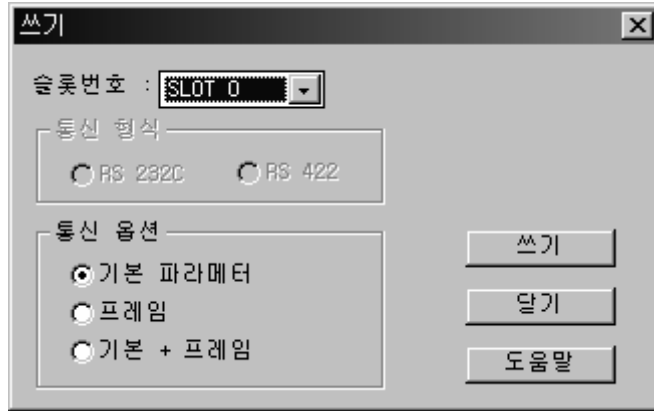 쓰기
슬롯번호 : SLOT 0
통신 형식
RS 232C RS 422
통신 옵션
기본 파라메터
프레임
기본 + 프레임
쓰기
닫기
도움말